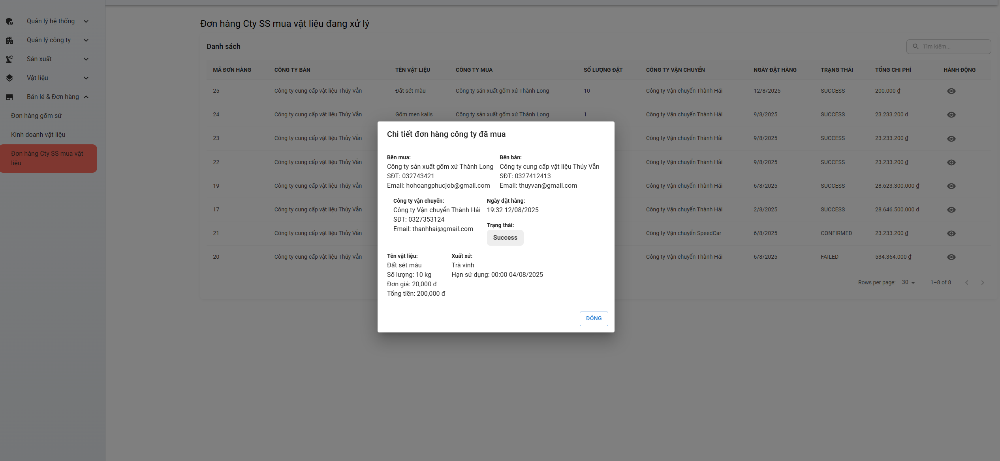 Quản lý hệ thống
Quản lý công ty
Sản xuất
Vật liệu
Bán lẻ & Đơn hàng
Đơn hàng gốm sứ
Kinh doanh vật liệu
Đơn hàng Cty SS mua vật
liệu
Đơn hàng Cty SS mua vật liệu đang xử lý
Danh sách
Tìm kiếm...
MÃ ĐƠN HÀNG CÔNG TY BÁN TÊN VẬT LIỆU CÔNG TY MUA SỐ LƯỢNG ĐẶT CÔNG TY VẬN CHUYỂN NGÀY ĐẶT HÀNG TRẠNG THÁI TỔNG CHI PHÍ HÀNH ĐỘNG
25 Công ty cung cấp vật liệu Thủy Vẫn Đất sét màu Công ty sản xuất gốm xứ Thành Long 10 Công ty Vận chuyển Thành Hải 12/8/2025 SUCCESS 200.000 ₫
24 Công ty cung cấp vật liệu Thủy Vẫn Gốm men kails Công ty sản xuất gốm xứ Thành Long 1 Công ty Vận chuyển Thành Hải 9/8/2025 SUCCESS 23.233.200 ₫
23 Công ty cung cấp vật liệu Thủy Vẫn Công ty Vận chuyển Thành Hải 9/8/2025 SUCCESS 23.233.200 ₫
22 Công ty cung cấp vật liệu Thủy Vẫn Công ty Vận chuyển Thành Hải 9/8/2025 SUCCESS 23.233.200 ₫
19 Công ty cung cấp vật liệu Thủy Vẫn Công ty Vận chuyển Thành Hải 6/8/2025 SUCCESS 28.623.300.000 ₫
17 Công ty cung cấp vật liệu Thủy Vẫn Công ty Vận chuyển Thành Hải 2/8/2025 SUCCESS 28.646.500.000 ₫
21 Công ty cung cấp vật liệu Thủy Vẫn Công ty Vận chuyển SpeedCar 6/8/2025 CONFIRMED 23.233.200 ₫
20 Công ty cung cấp vật liệu Thủy Vẫn Công ty Vận chuyển Thành Hải 6/8/2025 FAILED 534.364.000 ₫
Rows per page: 30 1–8 of 8
Chi tiết đơn hàng công ty đã mua
Bên mua:
Công ty sản xuất gốm xứ Thành Long
SĐT: 032743421
Email: hohoangphucjob@gmail.com
Bên bán:
Công ty cung cấp vật liệu Thủy Vẫn
SĐT: 0327412413
Email: thuyvan@gmail.com
Công ty vận chuyển:
Công ty Vận chuyển Thành Hải
SĐT: 0327353124
Email: thanhhai@gmail.com
Ngày đặt hàng:
19:32 12/08/2025
Trạng thái:
Success
Tên vật liệu:
Đất sét màu
Số lượng: 10 kg
Đơn giá: 20,000 đ
Tổng tiền: 200,000 đ
Xuất xứ:
Trà vinh
Hạn sử dụng: 00:00 04/08/2025
ĐÓNG